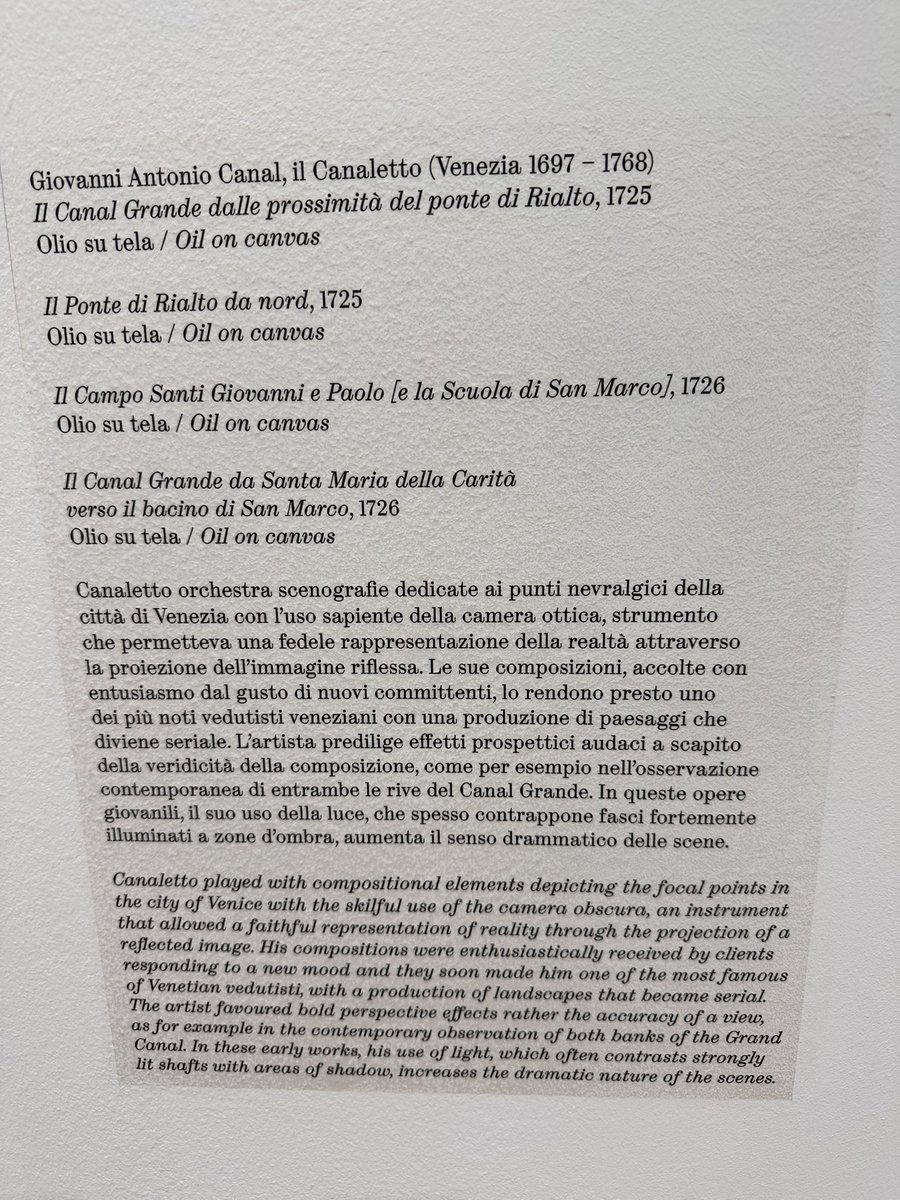 Giovanni Antonio Canal, il Canaletto (Venezia 1697 – 1768)
Il Canal Grande dalle prossimità del ponte di Rialto, 1725
Olio su tela / Oil on canvas
Il Ponte di Rialto da nord, 1725
Olio su tela / Oil on canvas
Il Campo Santi Giovanni e Paolo [e la Scuola di San Marco], 1726
Olio su tela / Oil on canvas
Il Canal Grande da Santa Maria della Carità
verso il bacino di San Marco, 1726
Olio su tela / Oil on canvas
Canaletto orchestra scenografie dedicate ai punti nevralgici della
città di Venezia con l’uso sapiente della camera ottica, strumento
che permetteva una fedele rappresentazione della realtà attraverso
la proiezione dell’immagine riflessa. Le sue composizioni, accolte con
entusiasmo dal gusto di nuovi committenti, lo rendono presto uno
dei più noti vedutisti veneziani con una produzione di paesaggi che
diviene seriale. L’artista predilige effetti prospettici audaci a scapito
della veridicità della composizione, come per esempio nell’osservazione
contemporanea di entrambe le rive del Canal Grande. In queste opere
giovanili, il suo uso della luce, che spesso contrappone fasci fortemente
illuminati a zone d’ombra, aumenta il senso drammatico delle scene.
Canaletto played with compositional elements depicting the focal points in
the city of Venice with the skilful use of the camera obscura, an instrument
that allowed a faithful representation of reality through the projection of a
reflected image. His compositions were enthusiastically received by clients
responding to a new mood and they soon made him one of the most famous
of Venetian vedutisti, with a production of landscapes that became serial.
The artist favoured bold perspective effects rather the accuracy of a view,
as for example in the contemporary observation of both banks of the Grand
Canal. In these early works, his use of light, which often contrasts strongly
lit shafts with areas of shadow, increases the dramatic nature of the scenes.